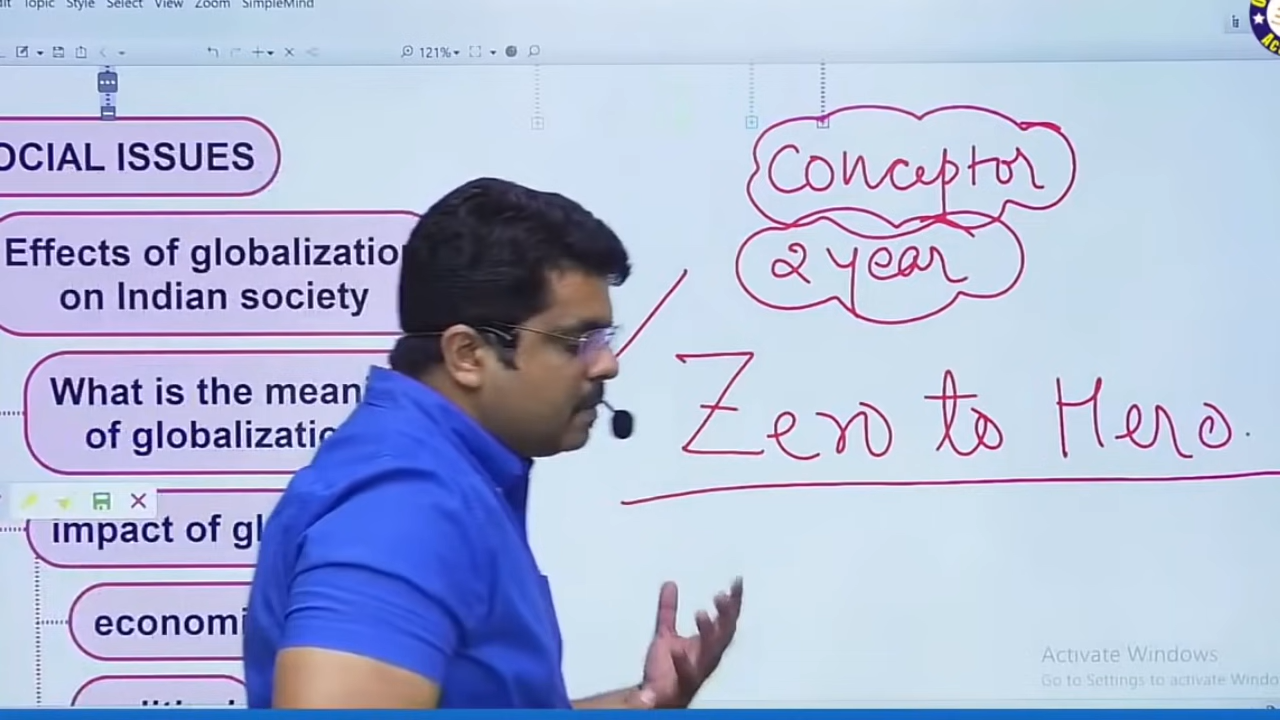 Topic Style Select View Zoom SimpleMind
121%
OCIAL ISSUES
Effects of globalizatio
on Indian society
What is the mean
of globalizatio
impact of gl
economi
Conceptor
2 year
Zero to Hero.
Activate Windows
Go to Settings to activate Windo